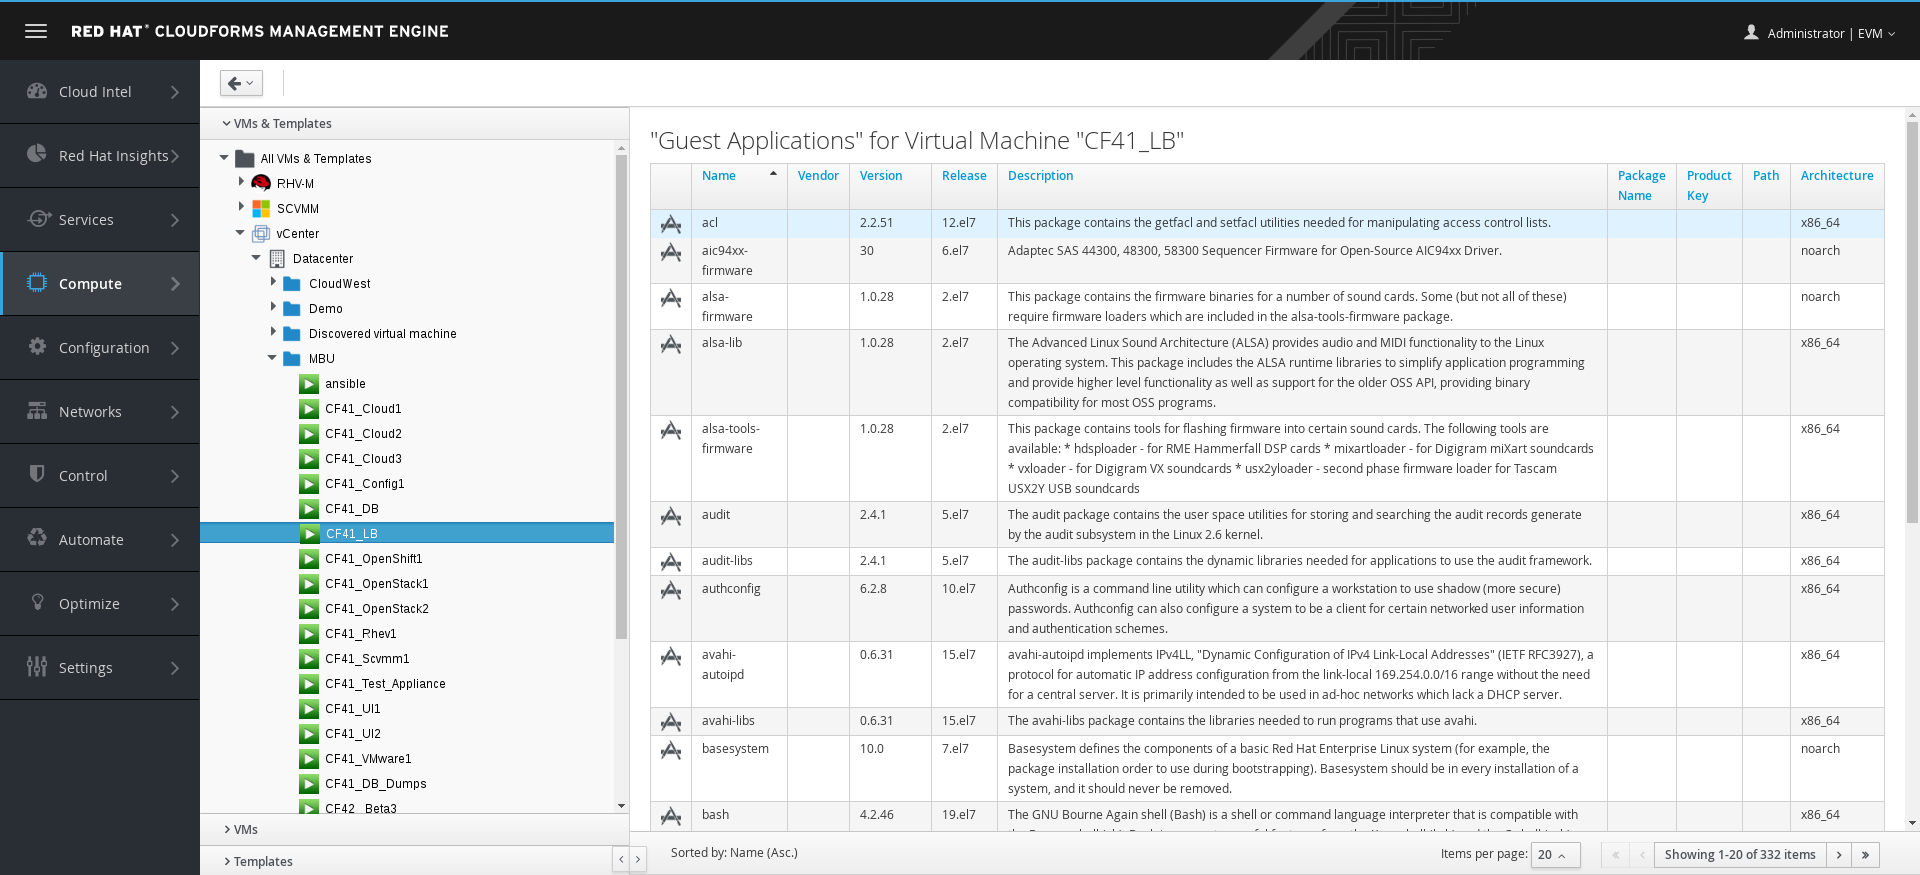 RED HAT® CLOUDFORMS MANAGEMENT ENGINE
Administrator | EVM
Cloud Intel
Red Hat Insights
Services
Compute
Configuration
Networks
Control
Automate
Optimize
Settings
VMs & Templates
All VMs & Templates
RHV-M
SCVMM
vCenter
Datacenter
CloudWest
Demo
Discovered virtual machine
MBU
ansible
CF41_Cloud1
CF41_Cloud2
CF41_Cloud3
CF41_Config1
CF41_DB
CF41_LB
CF41_OpenShift1
CF41_OpenStack1
CF41_OpenStack2
CF41_Rhev1
CF41_Scvmm1
CF41_Test_Appliance
CF41_UI1
CF41_UI2
CF41_VMware1
CF41_DB_Dumps
CF42_Beta3
VMs
Templates
"Guest Applications" for Virtual Machine "CF41_LB"
Name Vendor Version Release Description Package Name Product Key Path Architecture
acl 2.2.51 12.el7 This package contains the getfacl and setfacl utilities needed for manipulating access control lists. x86_64
aic94xx-firmware 30 6.el7 Adaptec SAS 44300, 48300, 58300 Sequencer Firmware for Open-Source AIC94xx Driver. noarch
alsa-firmware 1.0.28 2.el7 This package contains the firmware binaries for a number of sound cards. Some (but not all of these)
require firmware loaders which are included in the alsa-tools-firmware package. noarch
alsa-lib 1.0.28 2.el7 The Advanced Linux Sound Architecture (ALSA) provides audio and MIDI functionality to the Linux
operating system. This package includes the ALSA runtime libraries to simplify application programming
and provide higher level functionality as well as support for the older OSS API, providing binary
compatibility for most OSS programs. x86_64
alsa-tools-firmware 1.0.28 2.el7 This package contains tools for flashing firmware into certain sound cards. The following tools are
available: * hdsploader - for RME Hammerfall DSP cards * mixartloader - for Digigram miXart soundcards
* vxloader - for Digigram VX soundcards * usx2yloader - second phase firmware loader for Tascam
USX2Y USB soundcards x86_64
audit 2.4.1 5.el7 The audit package contains the user space utilities for storing and searching the audit records generate
by the audit subsystem in the Linux 2.6 kernel. x86_64
audit-libs 2.4.1 5.el7 The audit-libs package contains the dynamic libraries needed for applications to use the audit framework. x86_64
authconfig 6.2.8 10.el7 Authconfig is a command line utility which can configure a workstation to use shadow (more secure)
passwords. Authconfig can also configure a system to be a client for certain networked user information
and authentication schemes. x86_64
avahi-autoipd 0.6.31 15.el7 avahi-autoipd implements IPv4LL, "Dynamic Configuration of IPv4 Link-Local Addresses" (IETF RFC3927), a
protocol for automatic IP address configuration from the link-local 169.254.0.0/16 range without the need
for a central server. It is primarily intended to be used in ad-hoc networks which lack a DHCP server. x86_64
avahi-libs 0.6.31 15.el7 The avahi-libs package contains the libraries needed to run programs that use avahi. x86_64
basesystem 10.0 7.el7 Basesystem defines the components of a basic Red Hat Enterprise Linux system (for example, the
package installation order to use during bootstrapping). Basesystem should be in every installation of a
system, and it should never be removed. noarch
bash 4.2.46 19.el7 The GNU Bourne Again shell (Bash) is a shell or command language interpreter that is compatible with x86_64
Sorted by: Name (Asc.)
Items per page: 20
Showing 1-20 of 332 items